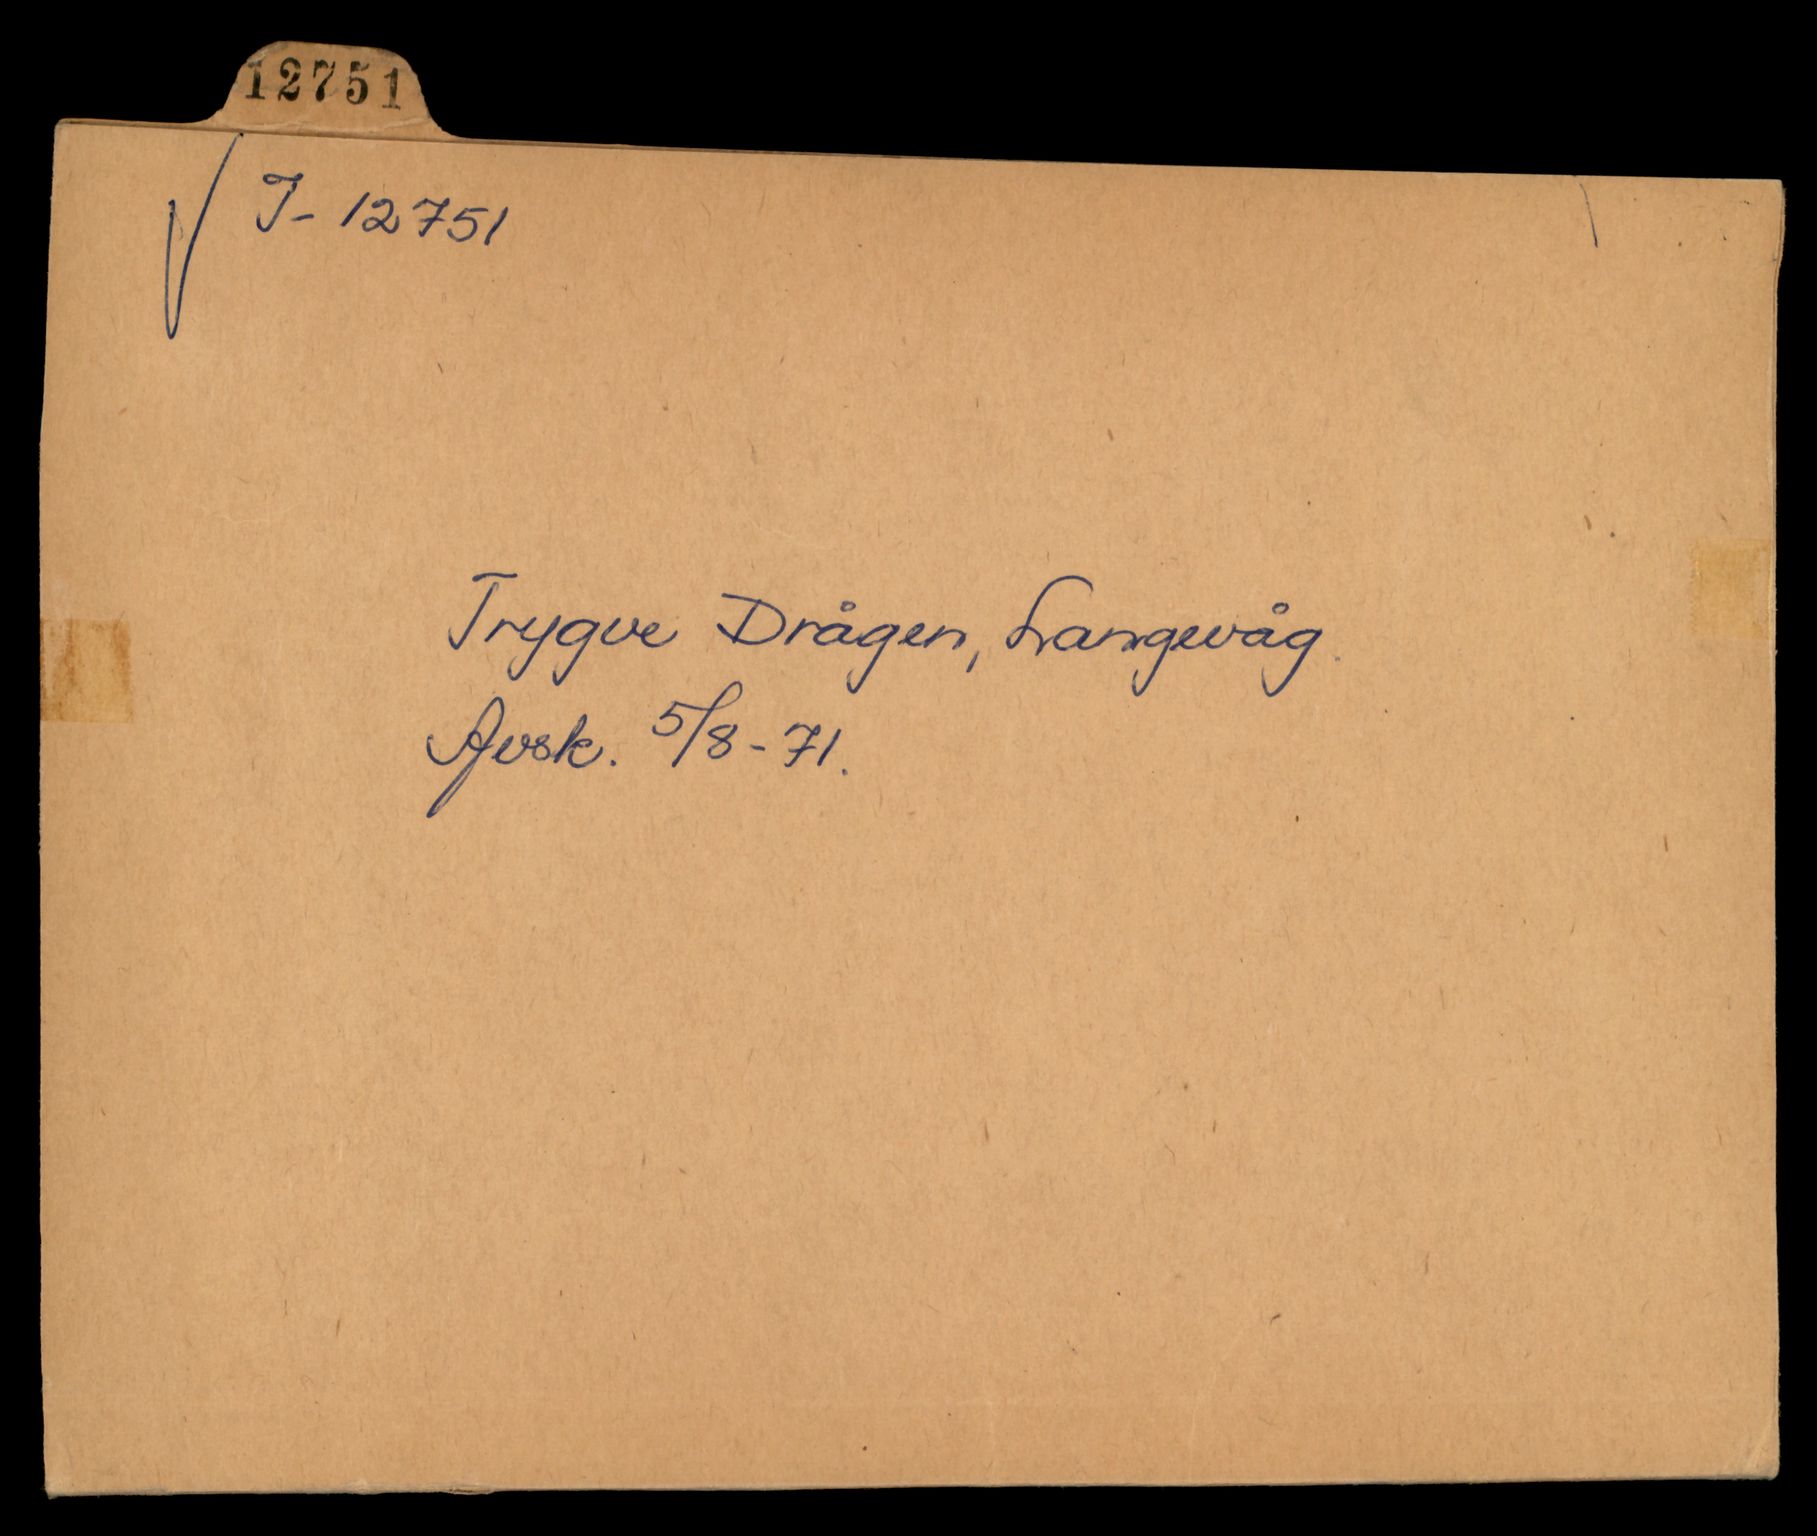 12751
J- 12751
Trygve Drågen, Langevåg.
Avsk. 5/8-71.